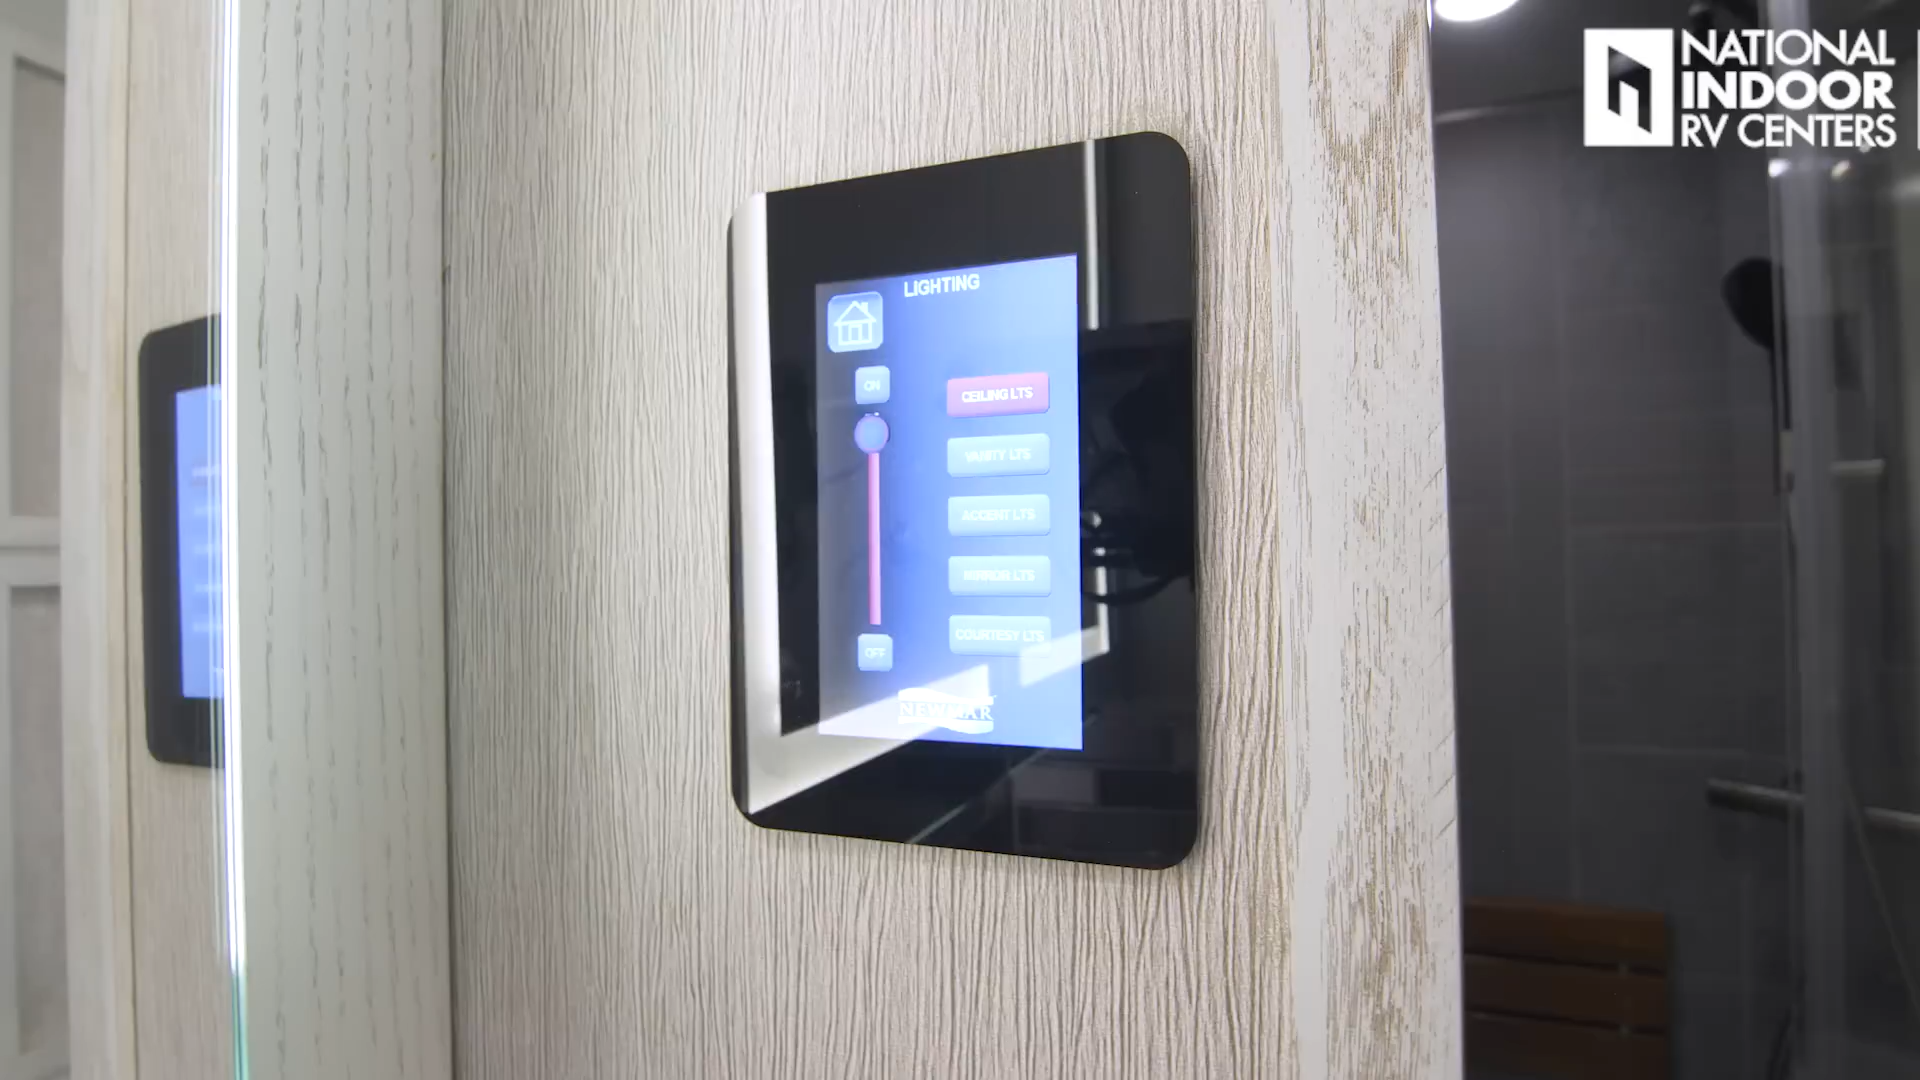 NATIONAL
INDOOR
RV CENTERS
LIGHTING
ON
CEILING LTS
VANITY LTS
ACCENT LTS
MIRROR LTS
COURTESY LTS
OFF
NEWMAR